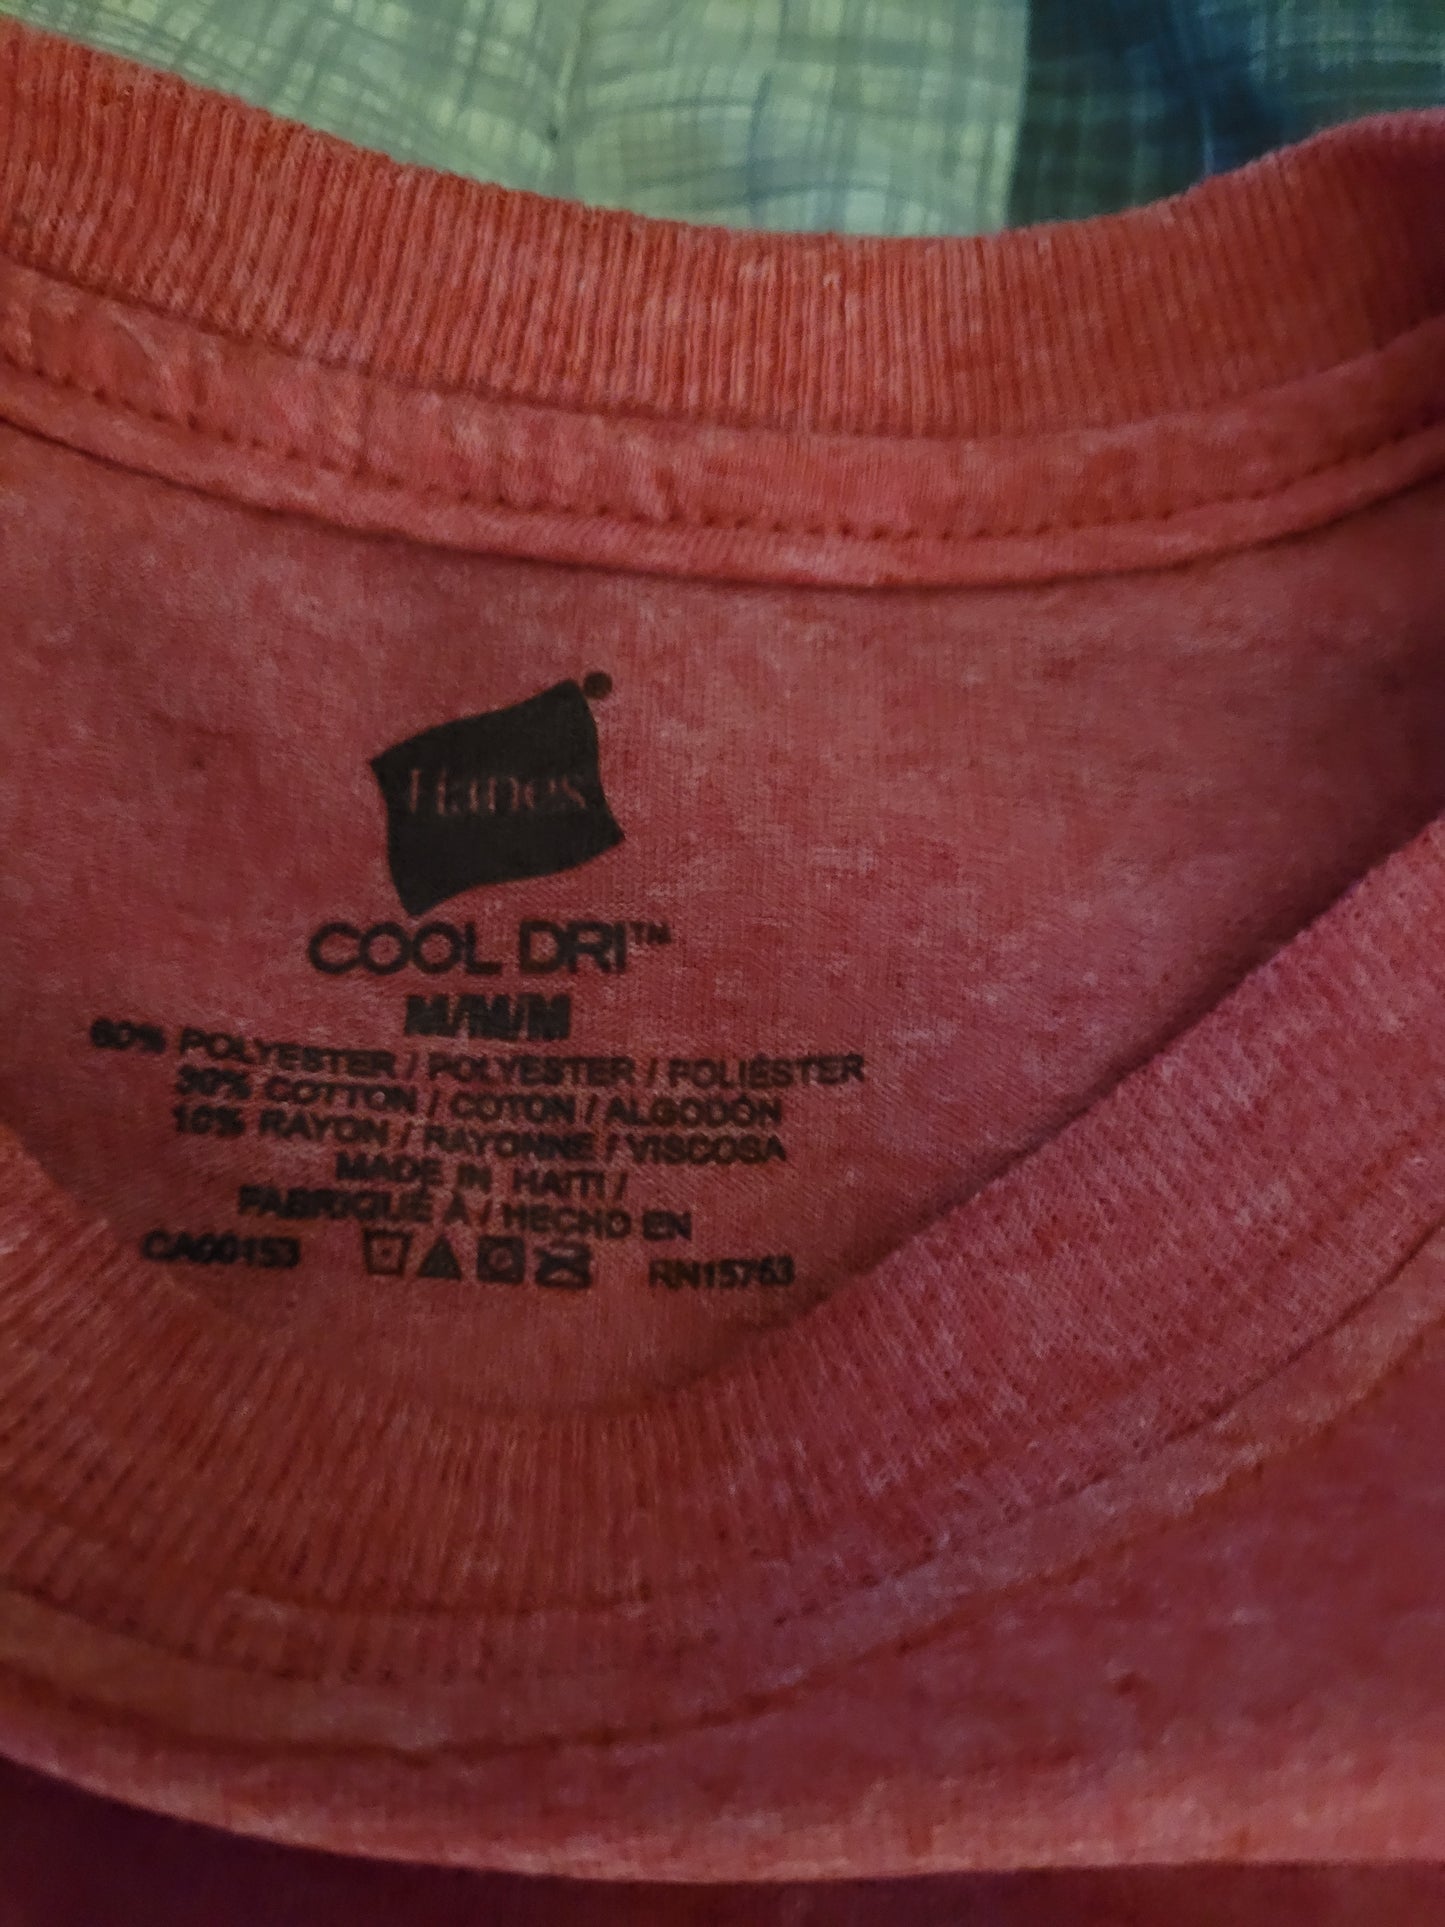 Hanes
COOL DRI™
M/M/M
60% POLYESTER / POLYESTER / POLIÉSTER
30% COTTON / COTON / ALGODÓN
10% RAYON / RAYONNE / VISCOSA
MADE IN HAITI /
FABRIQUÉ À / HECHO EN
CA00153 RN15763